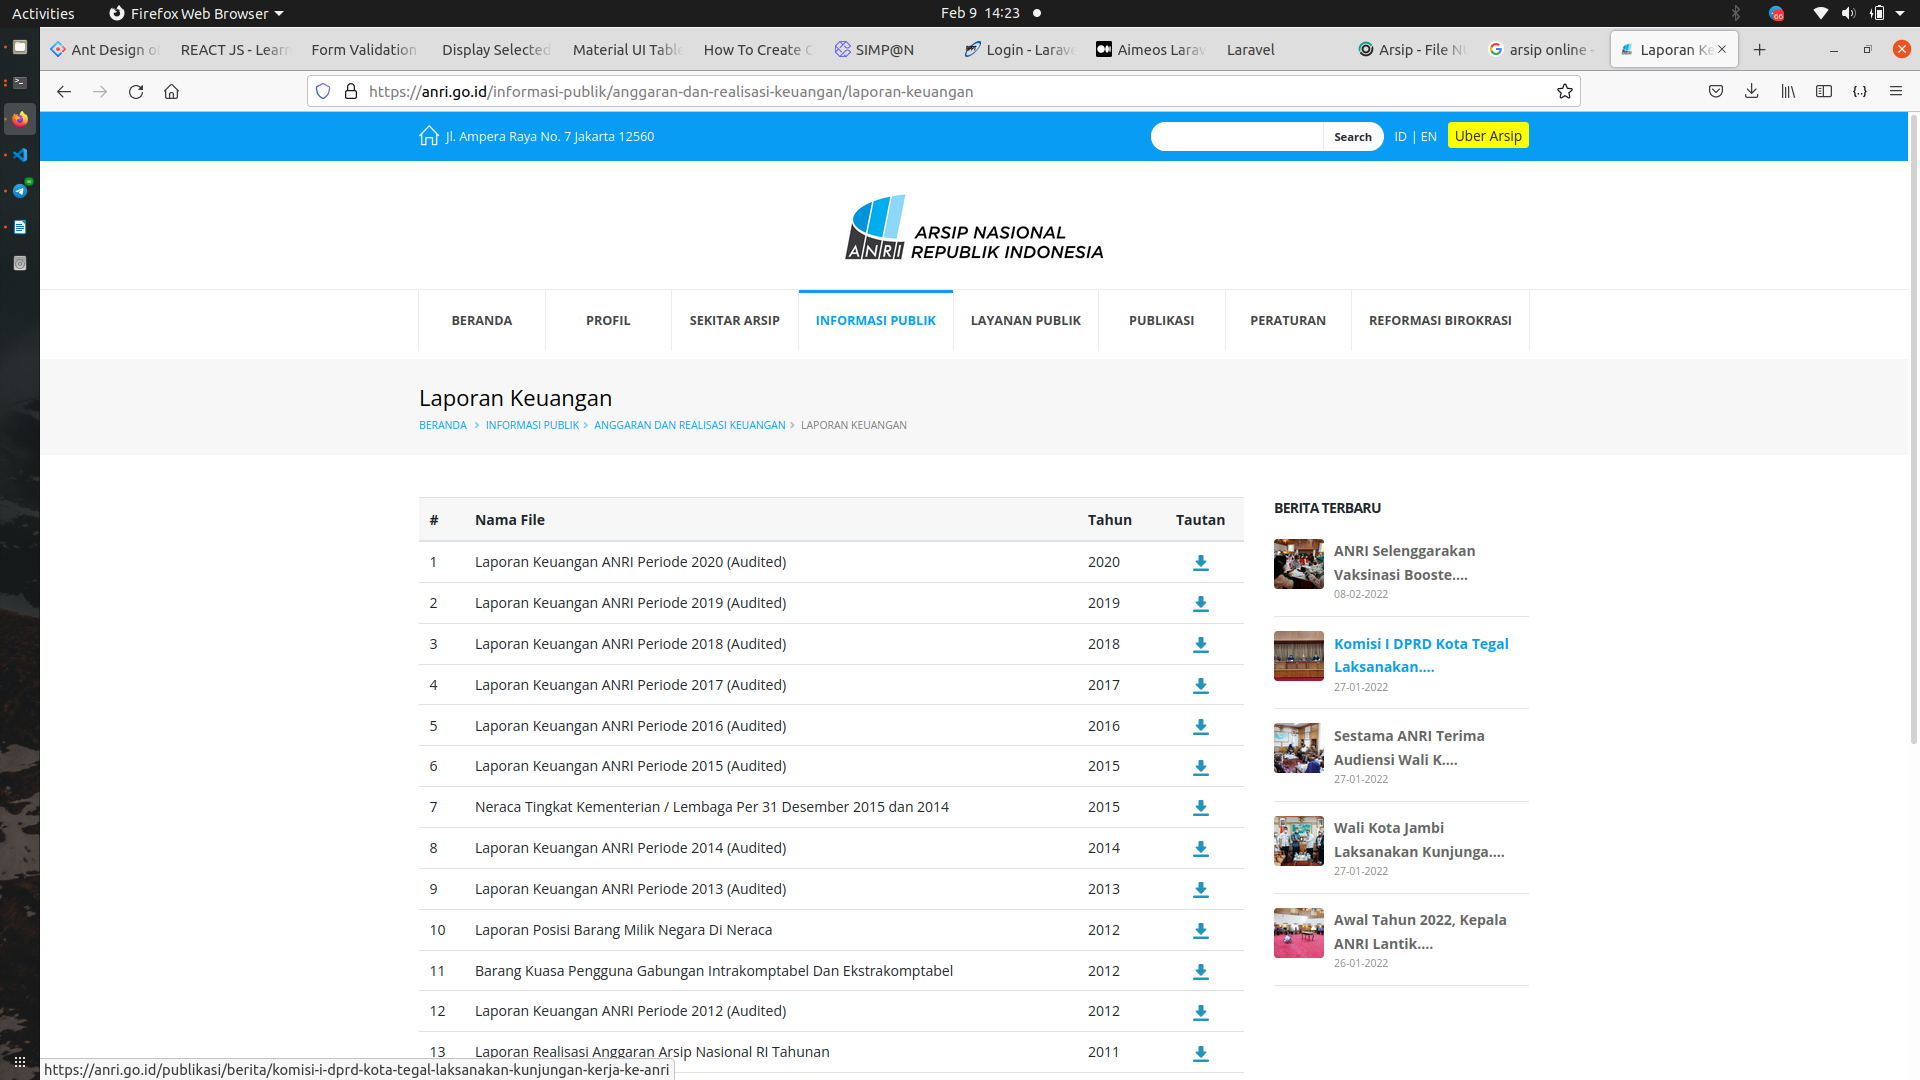 Activities
Firefox Web Browser
Feb 9 14:23
66
Ant Design o
REACT JS - Learn
Form Validation
Display Selected
Material UI Table
How To Create C
SIMP@N
Login - Larave
Aimeos Larav
Laravel
Arsip - File NU
arsip online -
Laporan Ke
https://anri.go.id/informasi-publik/anggaran-dan-realisasi-keuangan/laporan-keuangan
Jl. Ampera Raya No. 7 Jakarta 12560
Search
ID | EN
Uber Arsip
ANRI
ARSIP NASIONAL
REPUBLIK INDONESIA
BERANDA
PROFIL
SEKITAR ARSIP
INFORMASI PUBLIK
LAYANAN PUBLIK
PUBLIKASI
PERATURAN
REFORMASI BIROKRASI
Laporan Keuangan
BERANDA > INFORMASI PUBLIK > ANGGARAN DAN REALISASI KEUANGAN > LAPORAN KEUANGAN
# Nama File Tahun Tautan
1 Laporan Keuangan ANRI Periode 2020 (Audited) 2020
2 Laporan Keuangan ANRI Periode 2019 (Audited) 2019
3 Laporan Keuangan ANRI Periode 2018 (Audited) 2018
4 Laporan Keuangan ANRI Periode 2017 (Audited) 2017
5 Laporan Keuangan ANRI Periode 2016 (Audited) 2016
6 Laporan Keuangan ANRI Periode 2015 (Audited) 2015
7 Neraca Tingkat Kementerian / Lembaga Per 31 Desember 2015 dan 2014 2015
8 Laporan Keuangan ANRI Periode 2014 (Audited) 2014
9 Laporan Keuangan ANRI Periode 2013 (Audited) 2013
10 Laporan Posisi Barang Milik Negara Di Neraca 2012
11 Barang Kuasa Pengguna Gabungan Intrakomptabel Dan Ekstrakomptabel 2012
12 Laporan Keuangan ANRI Periode 2012 (Audited) 2012
13 Laporan Realisasi Anggaran Arsip Nasional RI Tahunan 2011
BERITA TERBARU
ANRI Selenggarakan
Vaksinasi Booste....
08-02-2022
Komisi I DPRD Kota Tegal
Laksanakan....
27-01-2022
Sestama ANRI Terima
Audiensi Wali K....
27-01-2022
Wali Kota Jambi
Laksanakan Kunjunga....
27-01-2022
Awal Tahun 2022, Kepala
ANRI Lantik....
26-01-2022
https://anri.go.id/publikasi/berita/komisi-i-dprd-kota-tegal-laksanakan-kunjungan-kerja-ke-anri